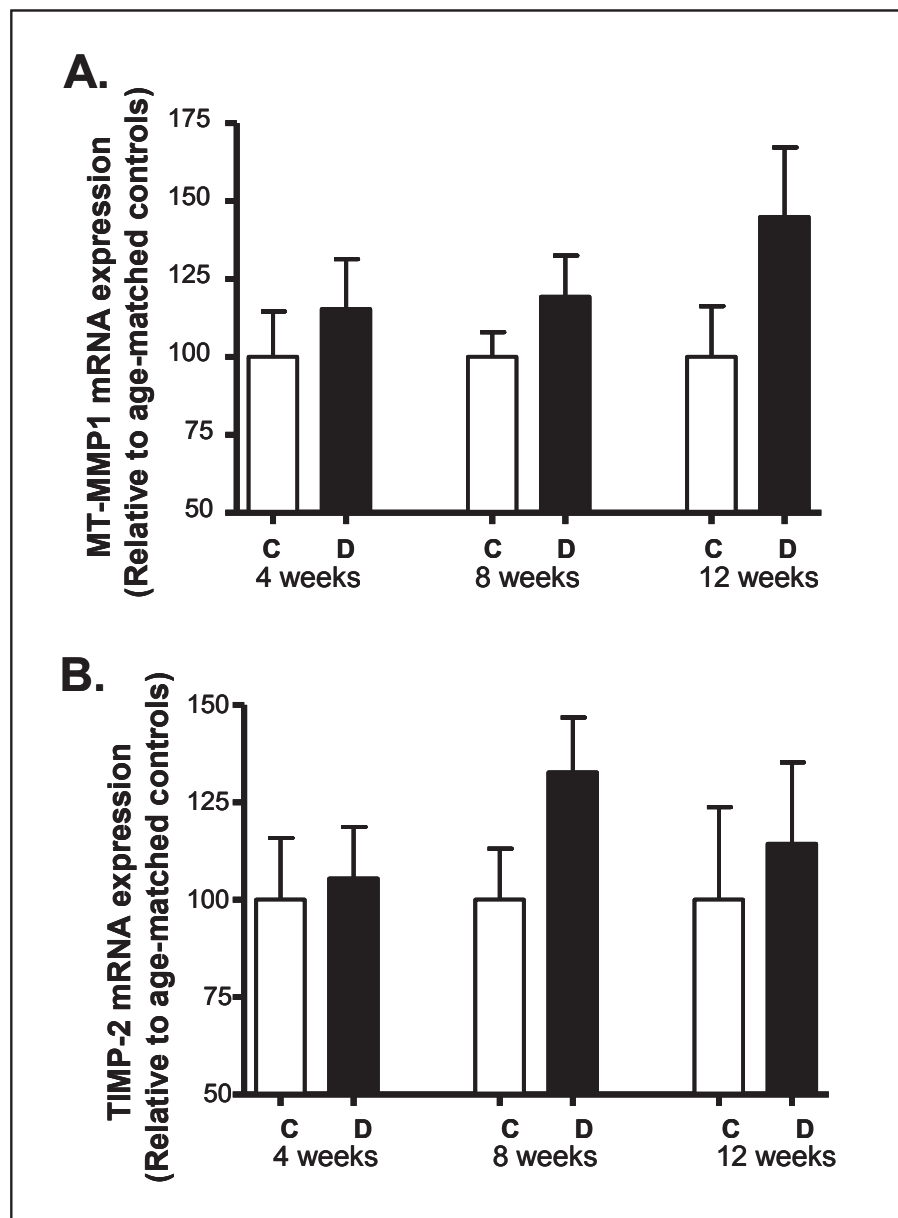 A.
MT-MMP1 mRNA expression
(Relative to age-matched controls)
175
150
125
100
75
50
C D C D C D
4 weeks 8 weeks 12 weeks
B.
TIMP-2 mRNA expression
(Relative to age-matched controls)
150
125
100
75
50
C D C D C D
4 weeks 8 weeks 12 weeks